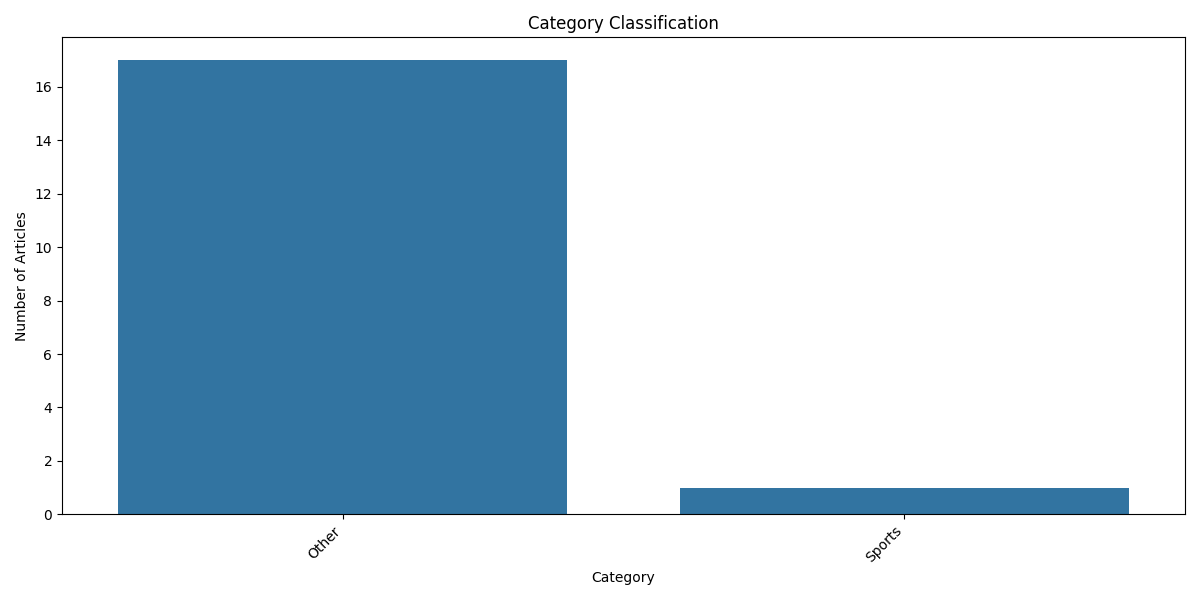 Category Classification
Number of Articles
16
14
12
10
8
6
4
2
0
Other
Sports
Category